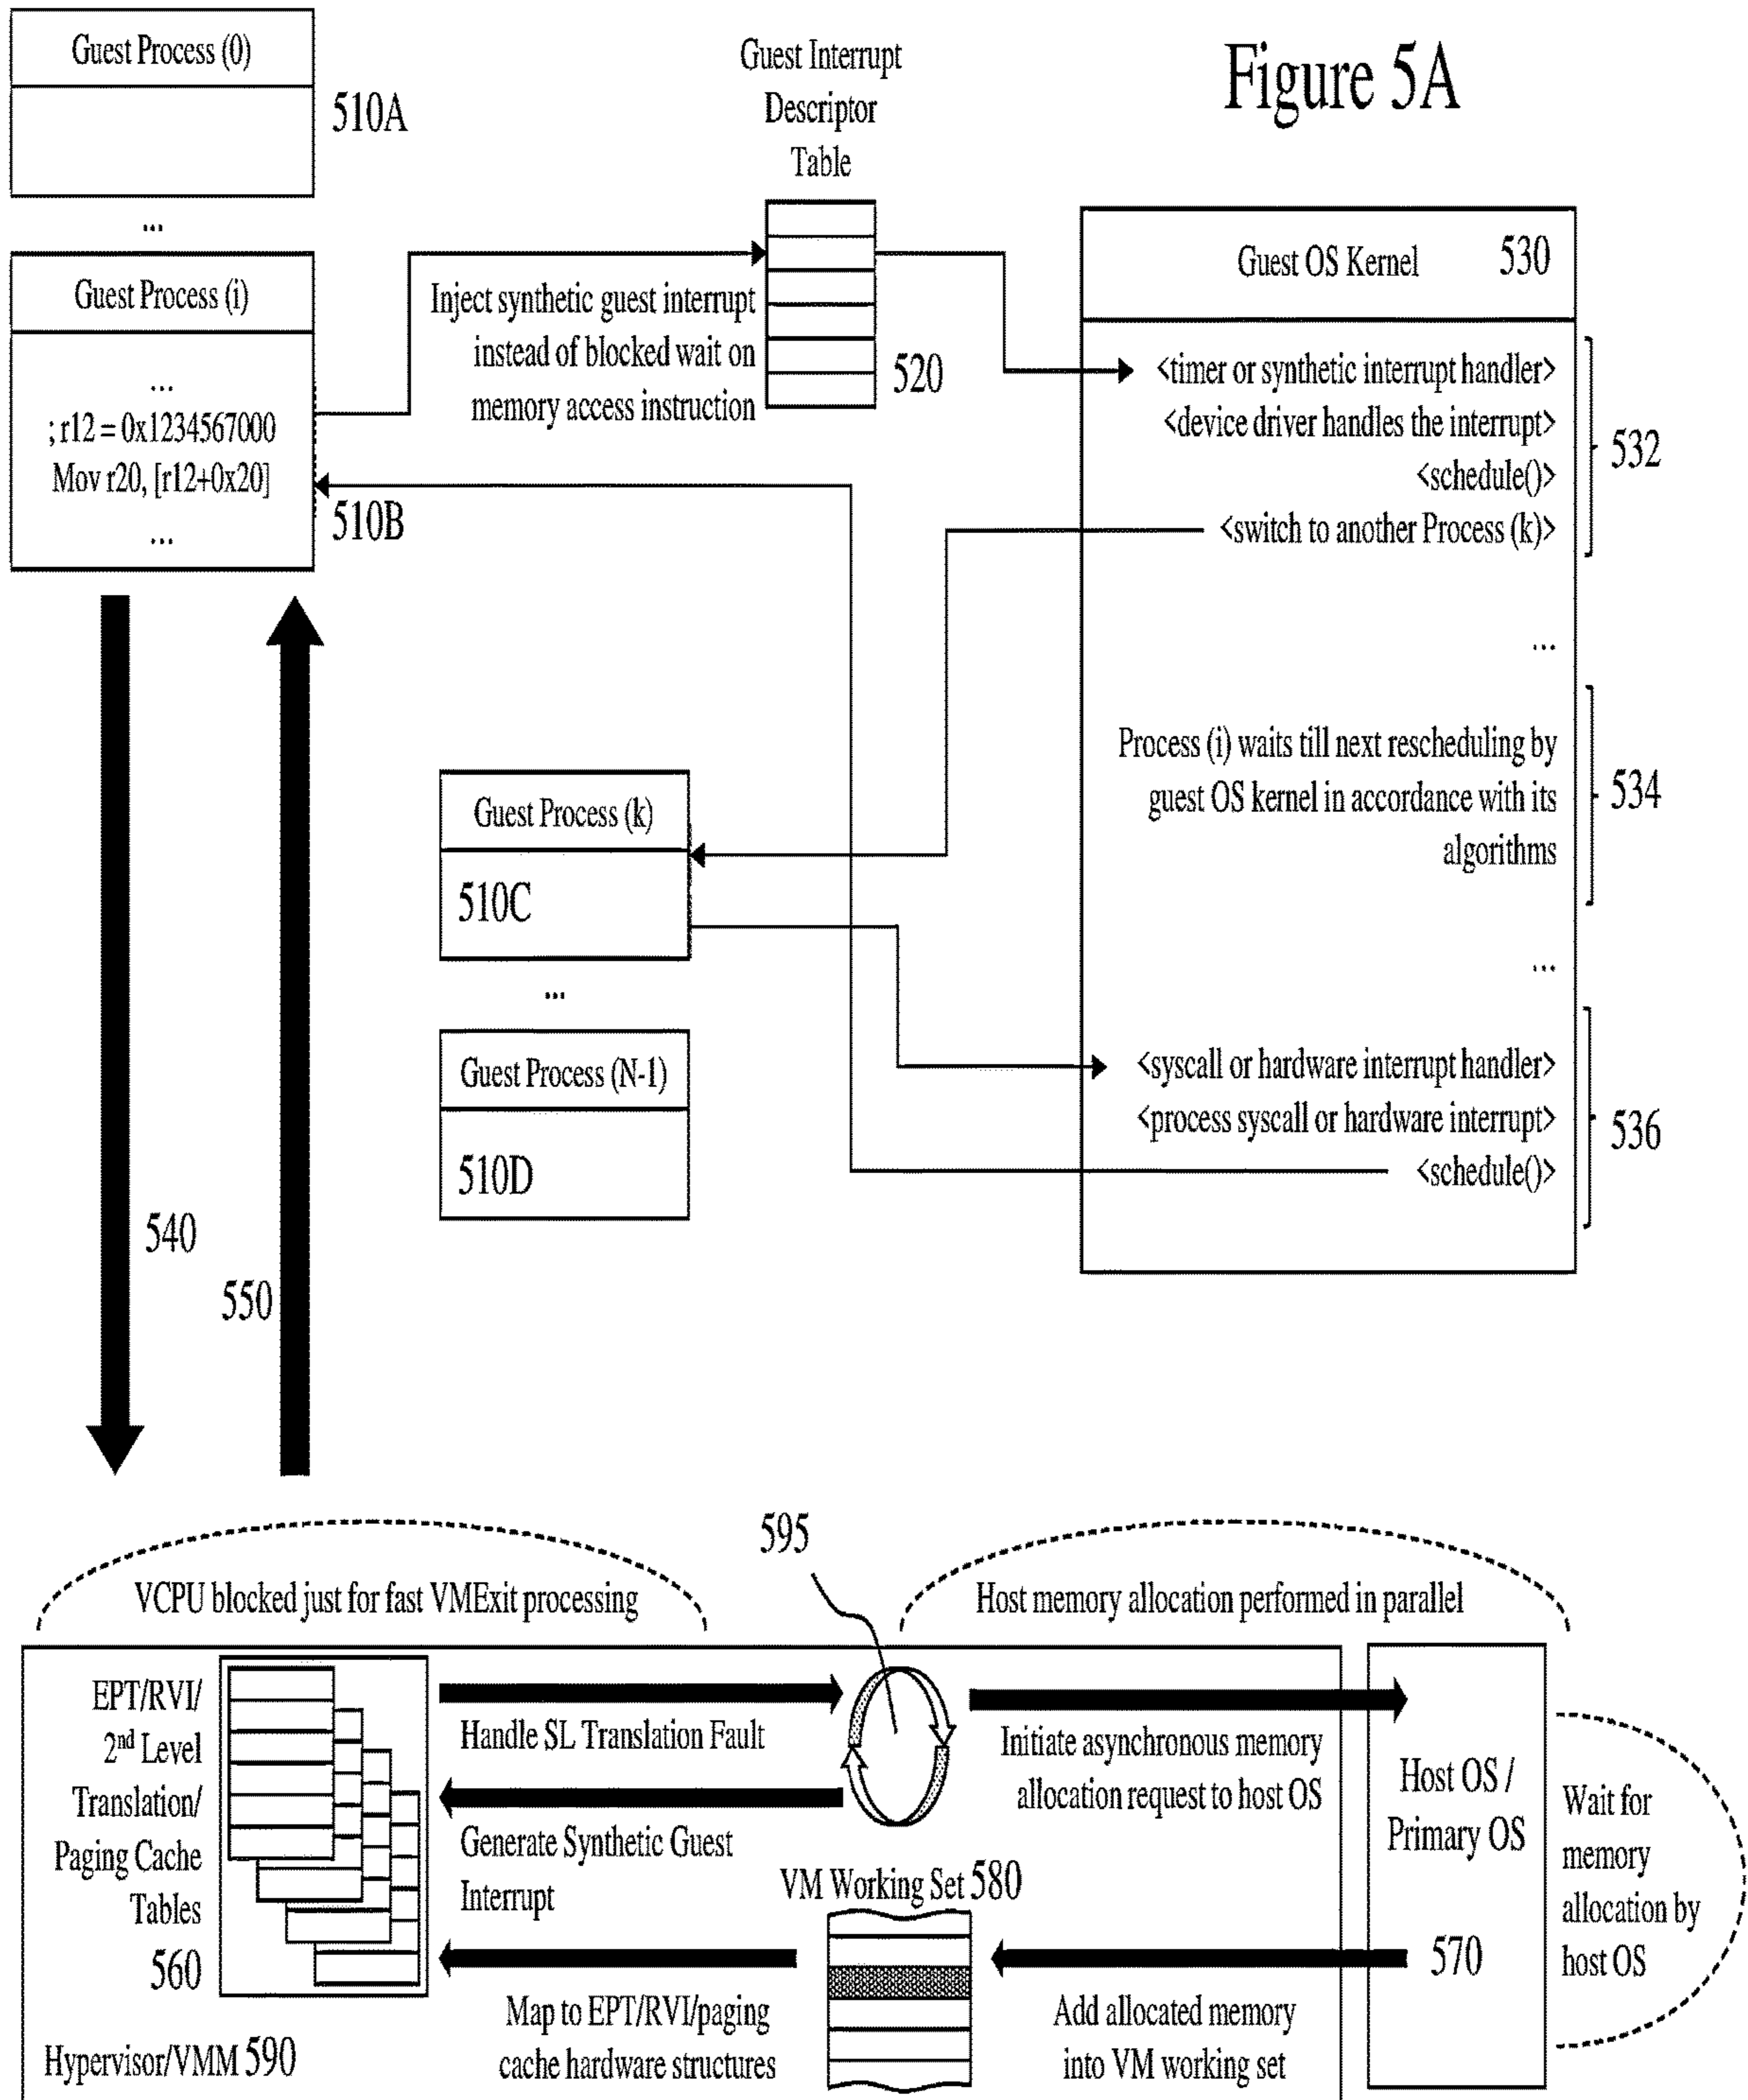 Figure 5A
Guest Process (0)
510A
...
Guest Process (i)
...
; r12 = 0x1234567000
Mov r20, [r12+0x20]
...
510B
Guest Interrupt
Descriptor
Table
520
Inject synthetic guest interrupt
instead of blocked wait on
memory access instruction
Guest OS Kernel 530
<timer or synthetic interrupt handler>
<device driver handles the interrupt>
<schedule()>
<switch to another Process (k)>
532
...
Process (i) waits till next rescheduling by
guest OS kernel in accordance with its
algorithms
534
...
<syscall or hardware interrupt handler>
<process syscall or hardware interrupt>
<schedule()>
536
Guest Process (k)
510C
...
Guest Process (N-1)
510D
540
550
595
VCPU blocked just for fast VMExit processing
Host memory allocation performed in parallel
EPT/RVI/
2nd Level
Translation/
Paging Cache
Tables
560
Handle SL Translation Fault
Generate Synthetic Guest
Interrupt
Initiate asynchronous memory
allocation request to host OS
Host OS /
Primary OS
570
Wait for
memory
allocation by
host OS
VM Working Set 580
Map to EPT/RVI/paging
cache hardware structures
Add allocated memory
into VM working set
Hypervisor/VMM 590